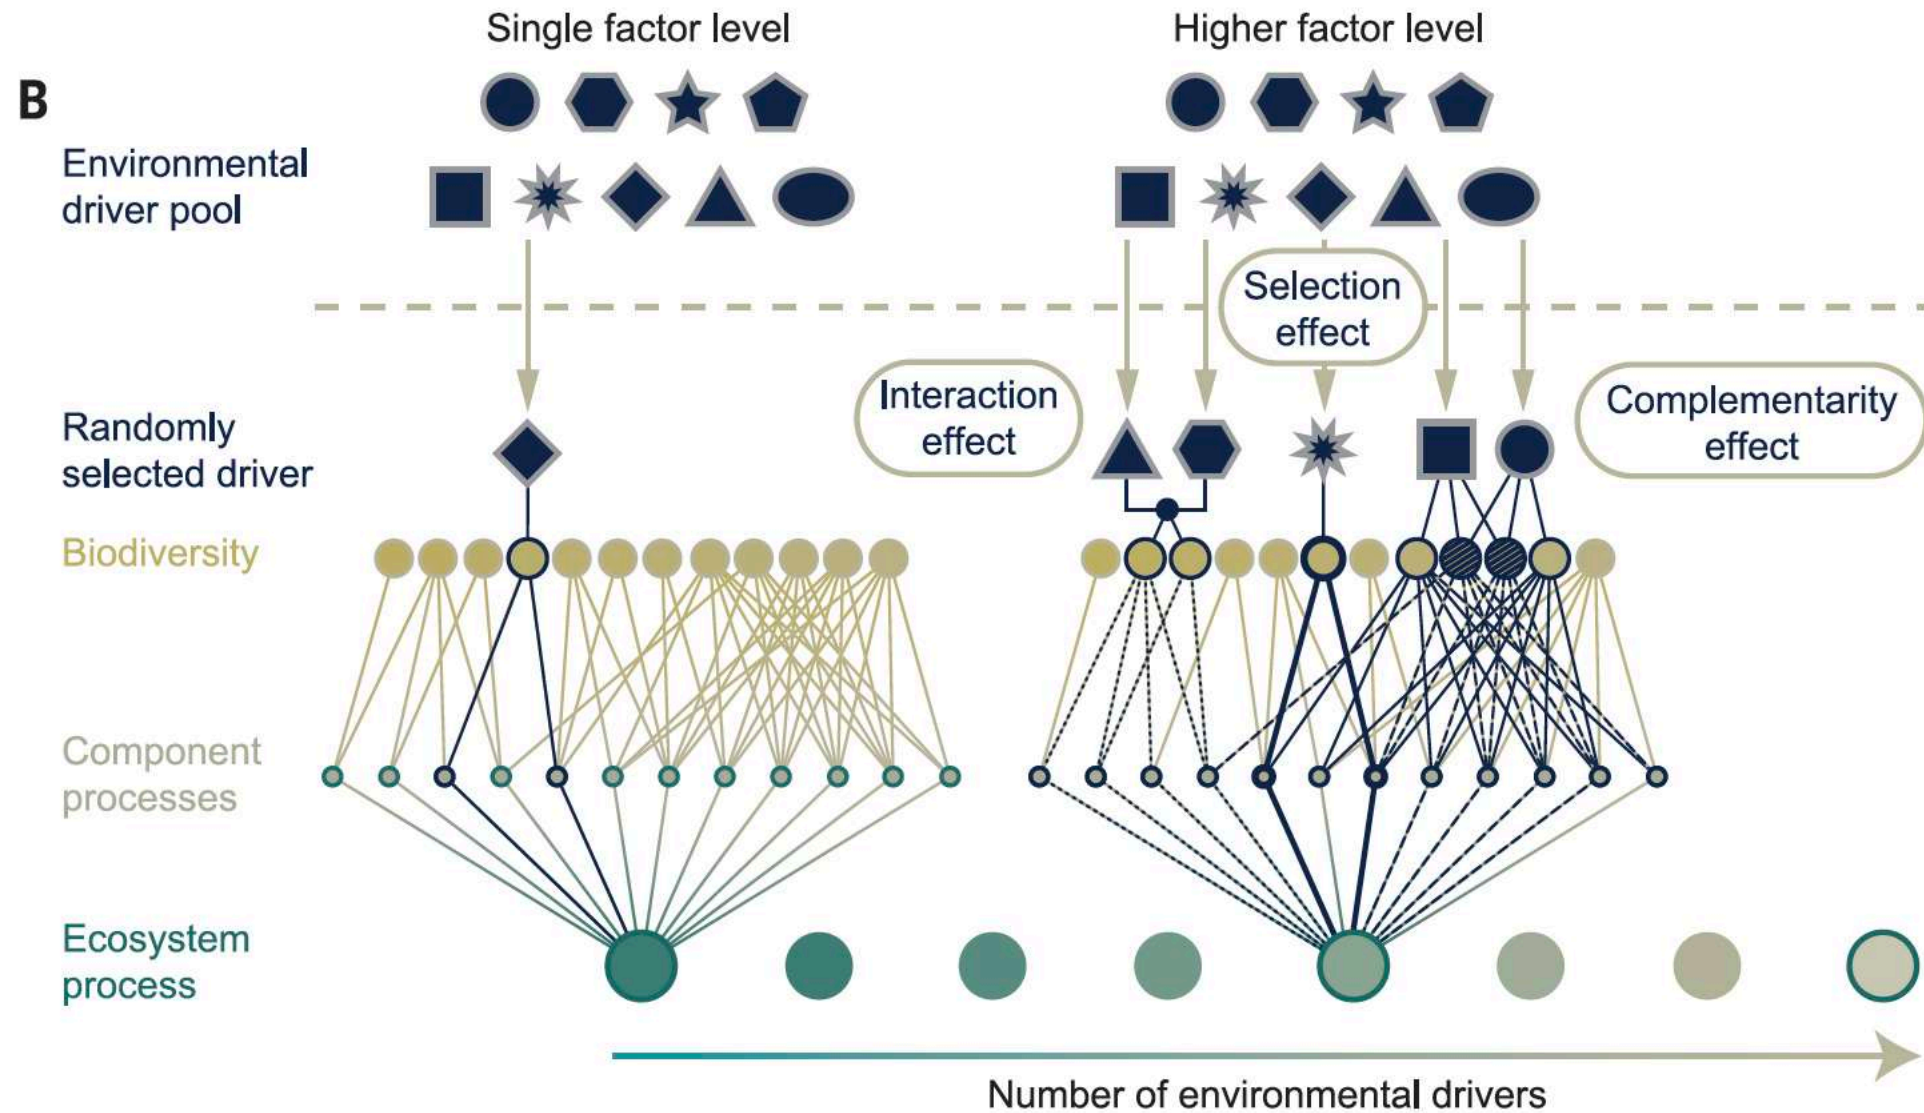 Single factor level
Higher factor level
B
Environmental
driver pool
Selection
effect
Interaction
effect
Complementarity
effect
Randomly
selected driver
Biodiversity
Component
processes
Ecosystem
process
Number of environmental drivers